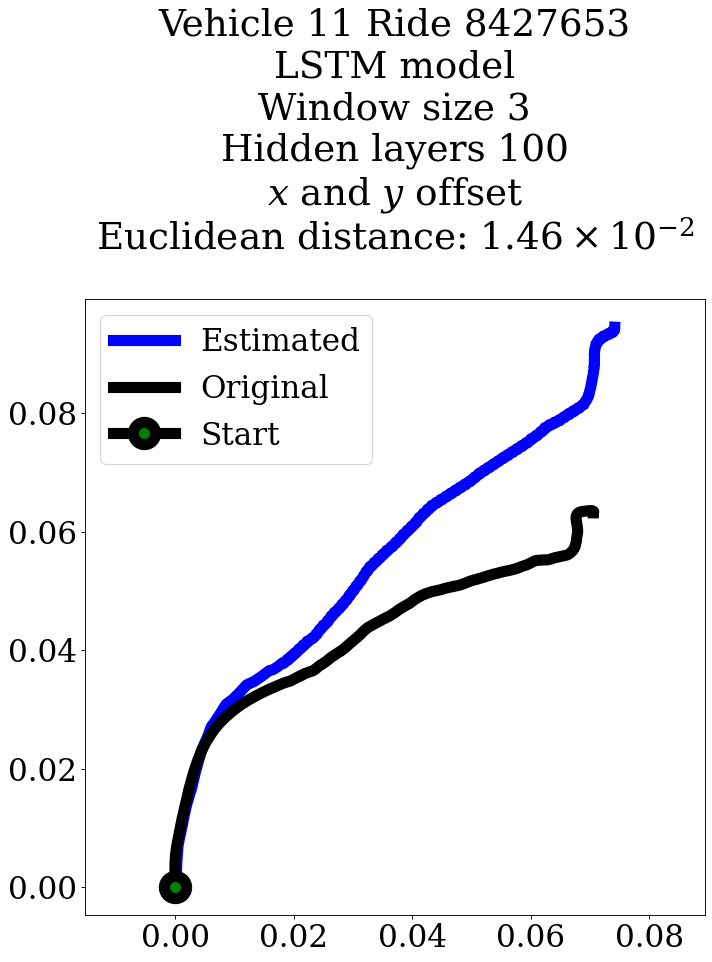 Vehicle 11 Ride 8427653
LSTM model
Window size 3
Hidden layers 100
x and y offset
Euclidean distance: 1.46 × 10⁻²
Estimated
Original
Start
0.08
0.06
0.04
0.02
0.00
0.00 0.02 0.04 0.06 0.08